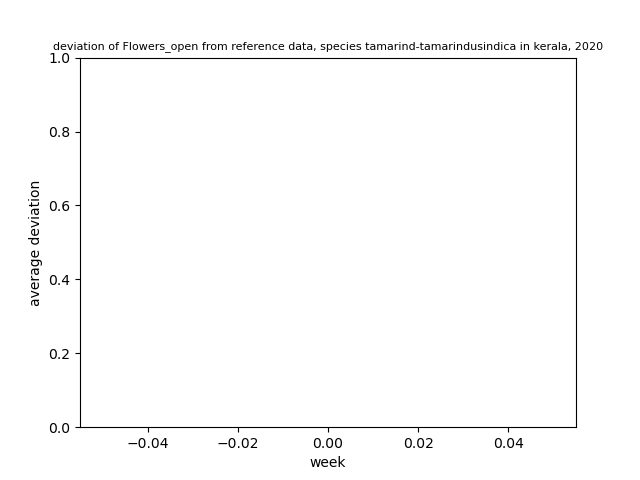 deviation of Flowers_open from reference data, species tamarind-tamarindusindica in kerala, 2020
1.0
0.8
0.6
0.4
0.2
0.0
average deviation
−0.04 −0.02 0.00 0.02 0.04
week